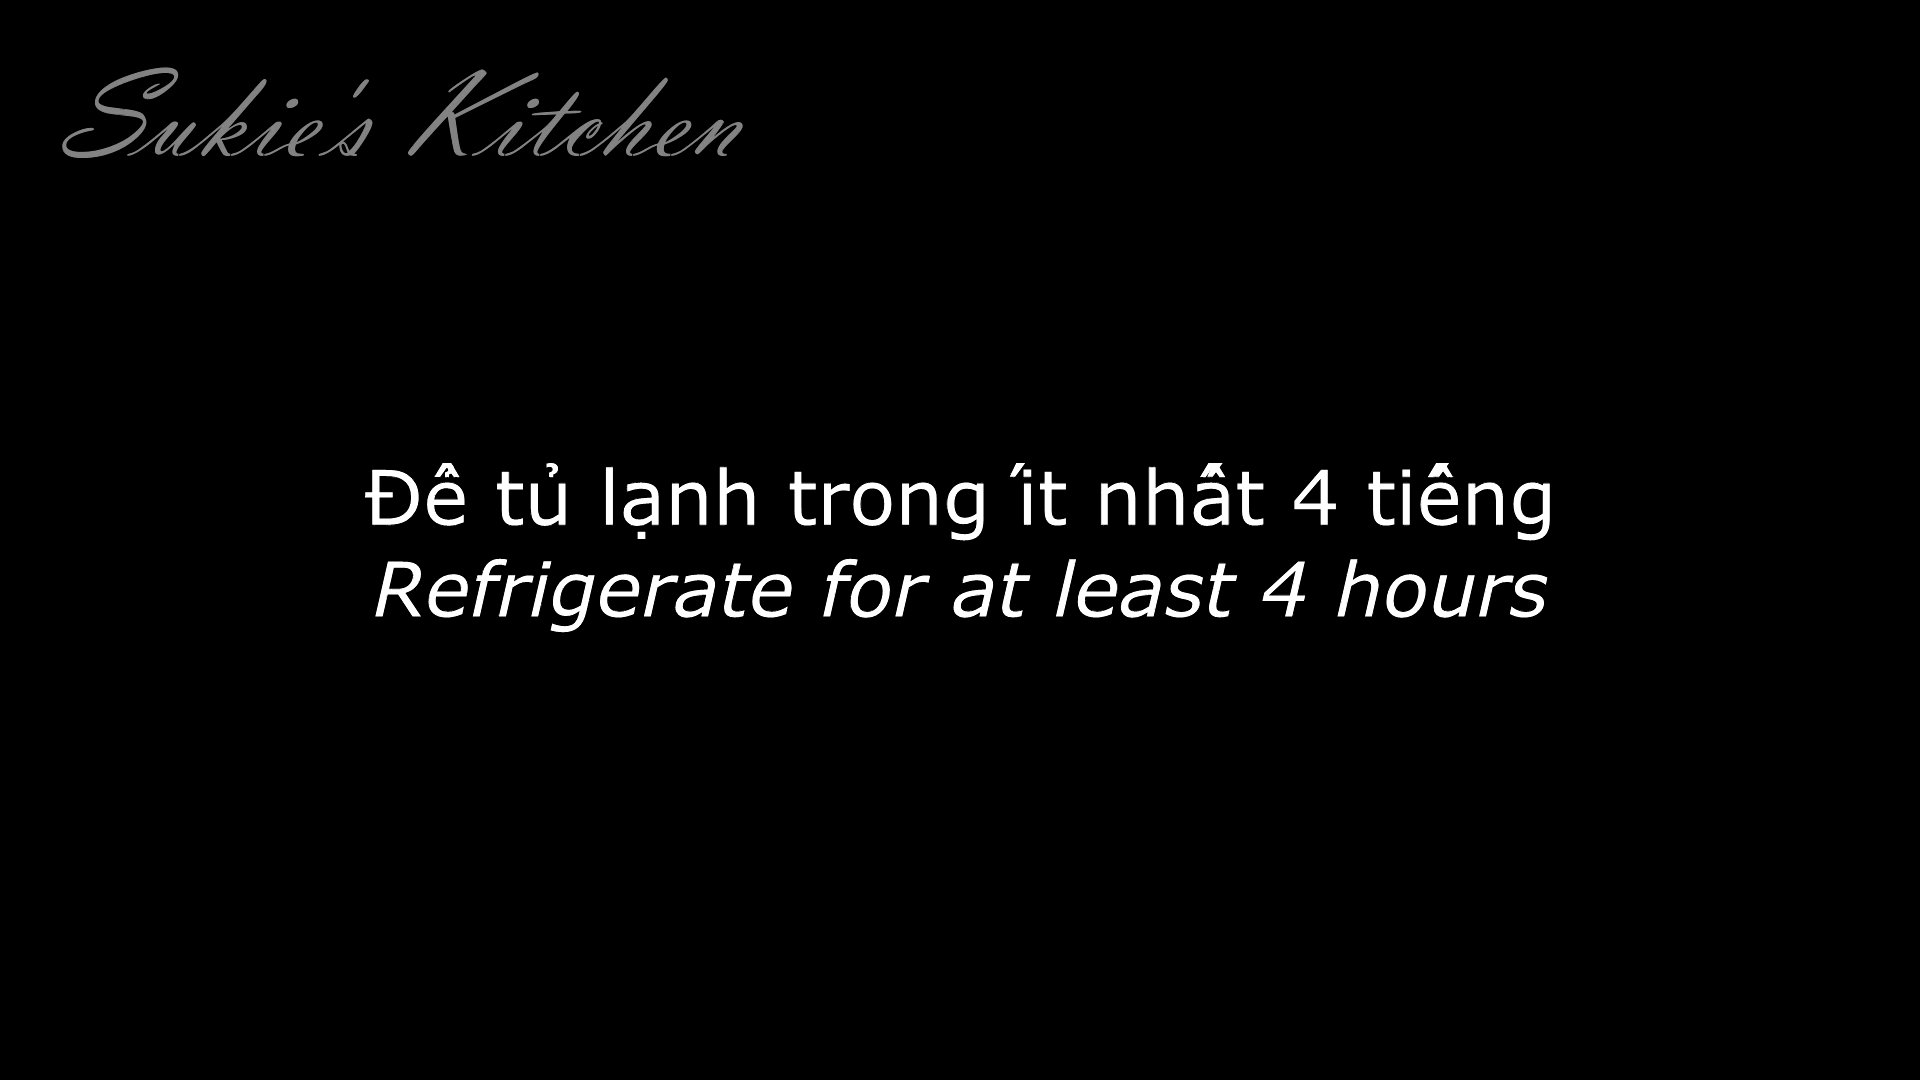 Sukie's Kitchen
Để tủ lạnh trong ít nhất 4 tiếng
Refrigerate for at least 4 hours